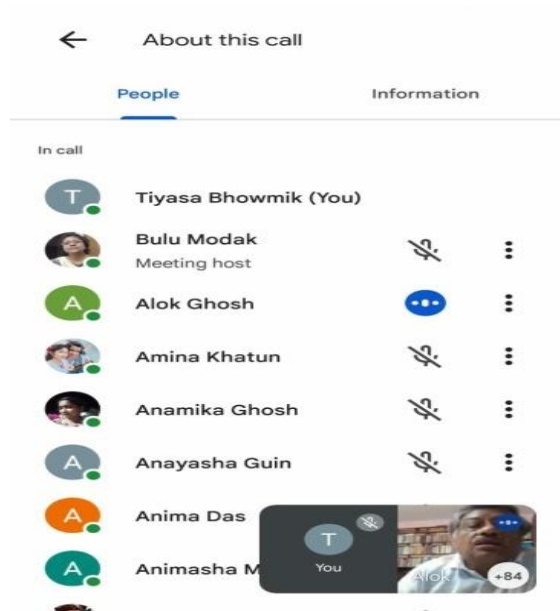 About this call
People
Information
In call
T
Tiyasa Bhowmik (You)
Bulu Modak
Meeting host
A
Alok Ghosh
Amina Khatun
Anamika Ghosh
A
Anayasha Guin
A
Anima Das
A
Animasha M
T
You
Alok
+84